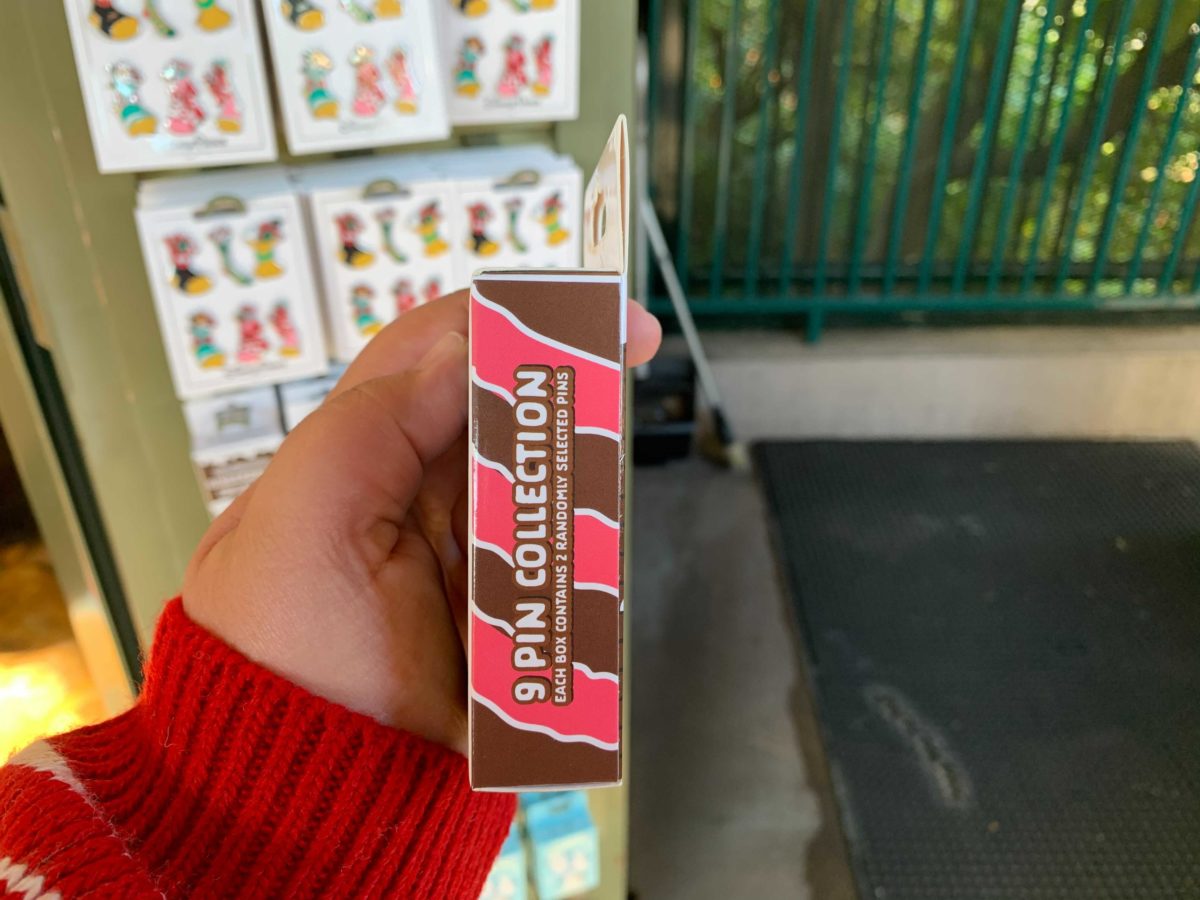 9 PIN COLLECTION
EACH BOX CONTAINS 2 RANDOMLY SELECTED PINS